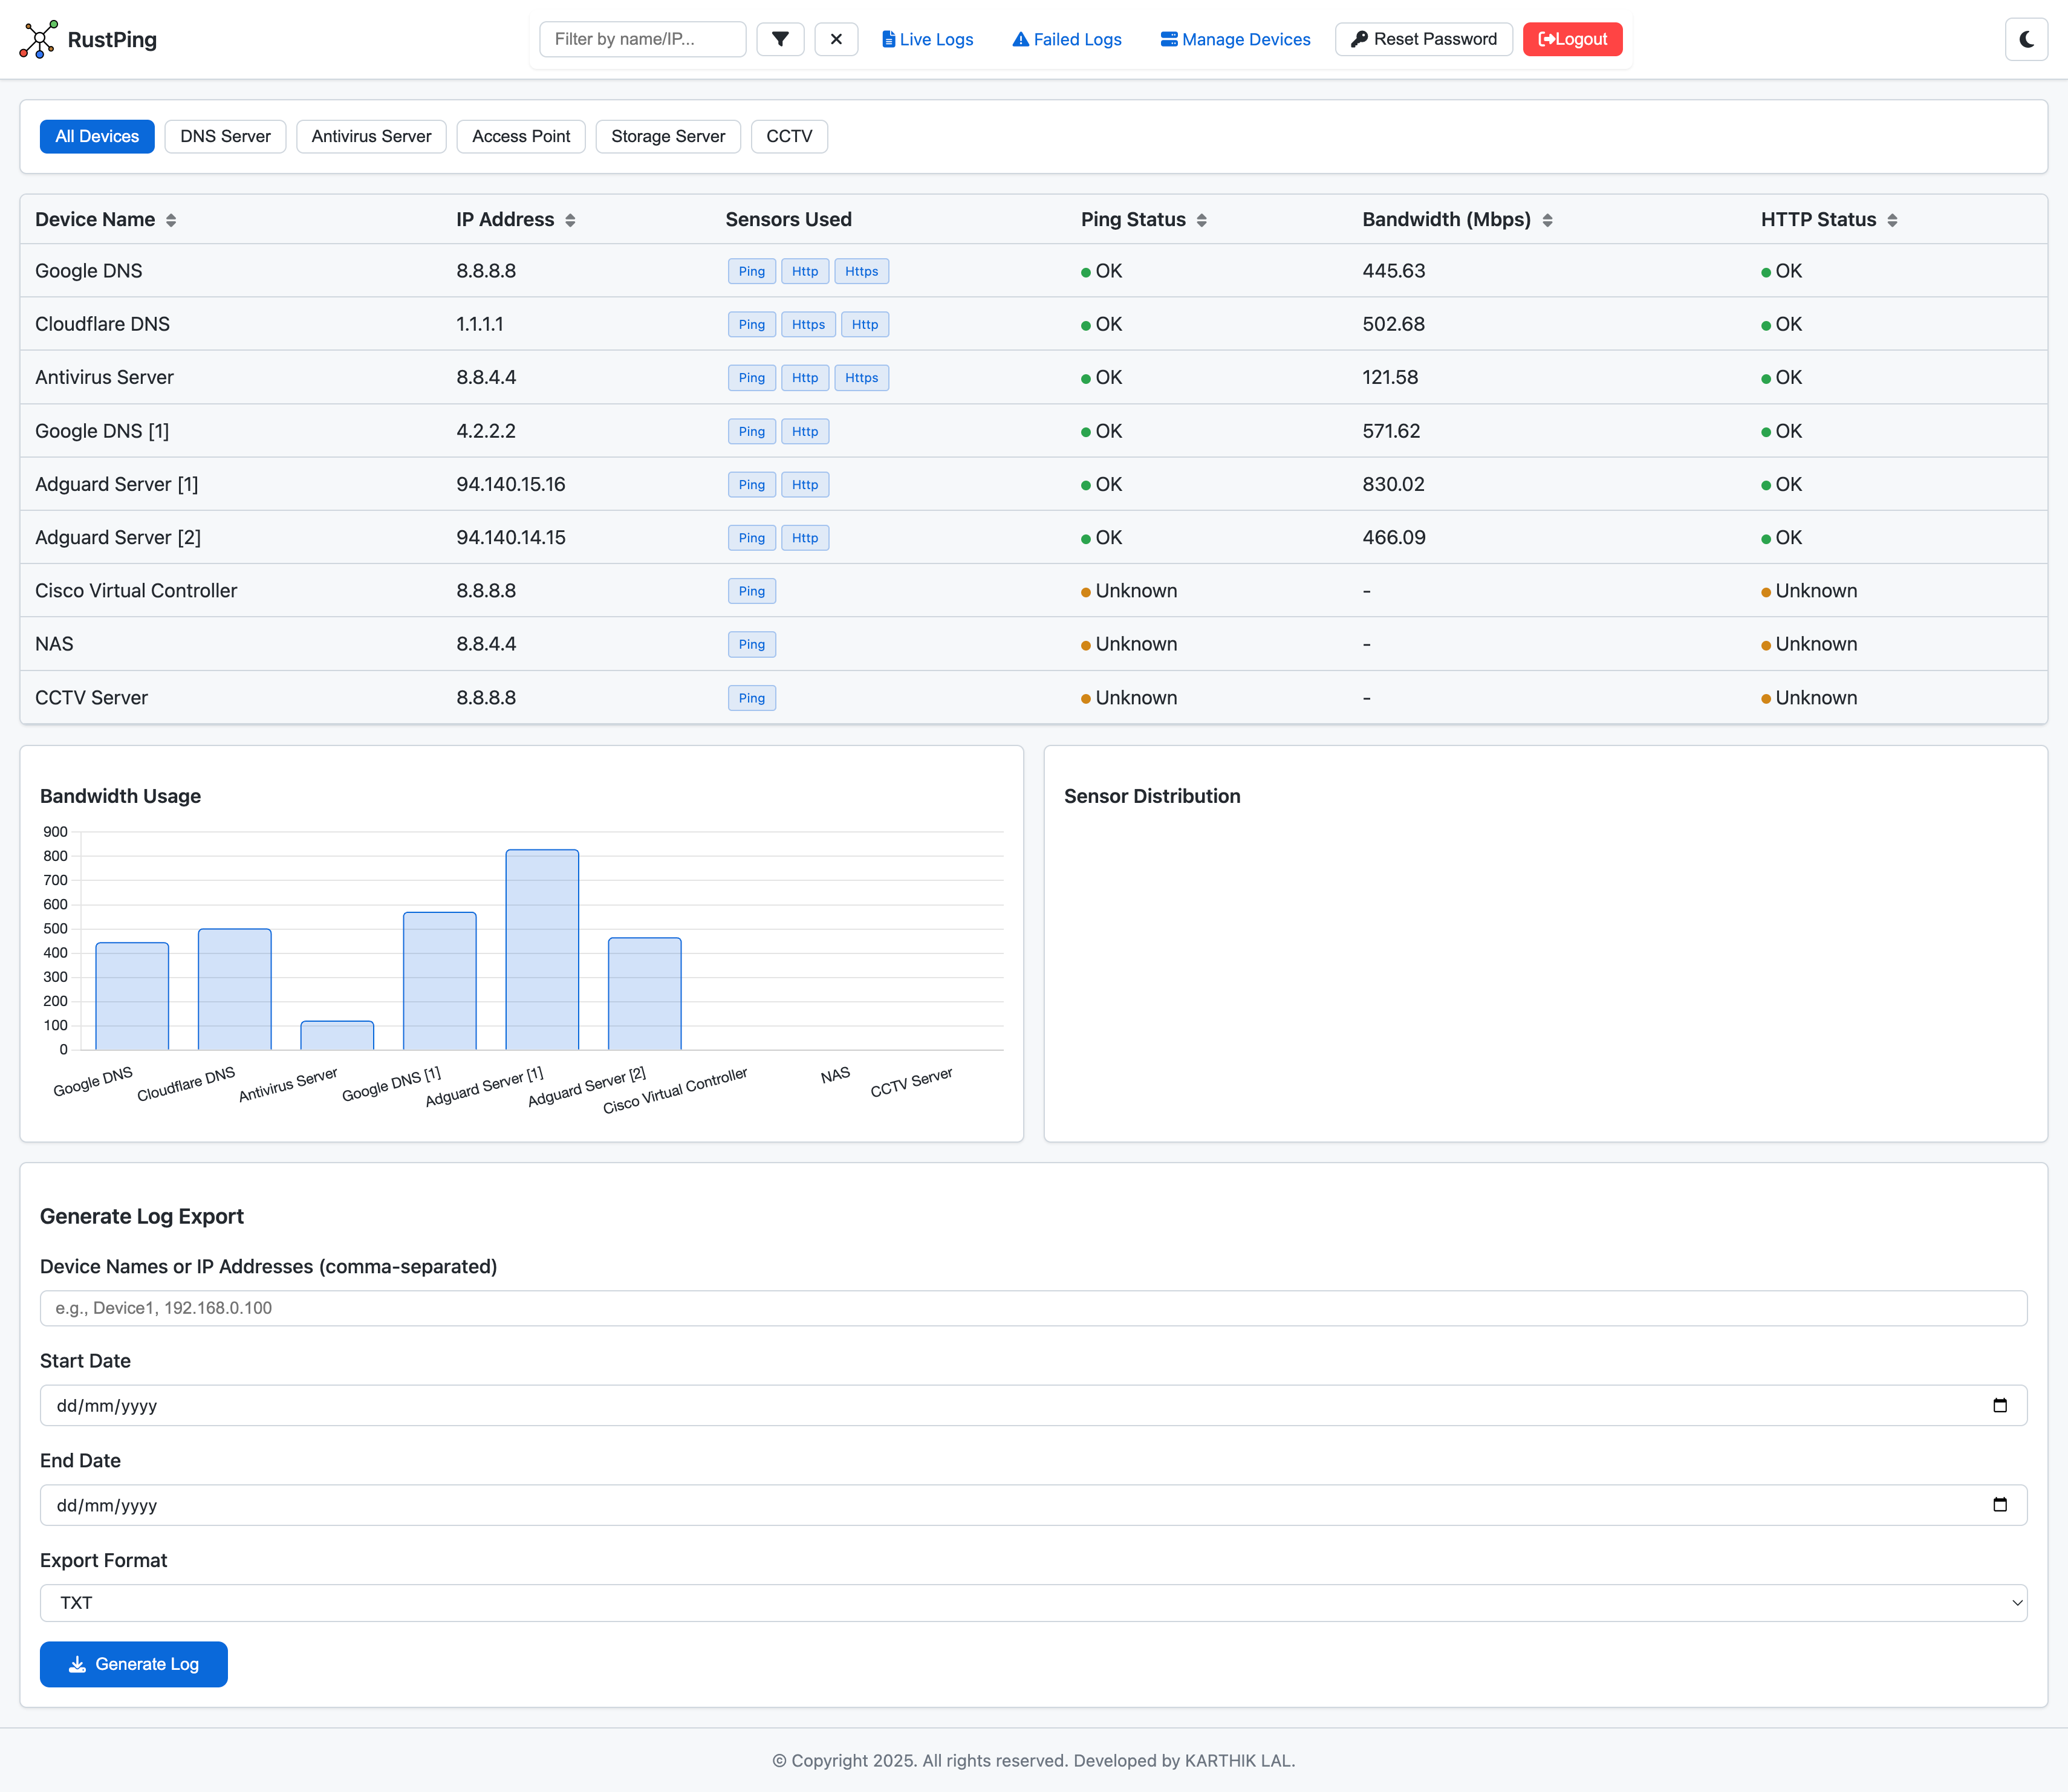 RustPing
Filter by name/IP...
Live Logs
Failed Logs
Manage Devices
Reset Password
Logout
All Devices
DNS Server
Antivirus Server
Access Point
Storage Server
CCTV
Device Name IP Address Sensors Used Ping Status Bandwidth (Mbps) HTTP Status
Google DNS 8.8.8.8 Ping Http Https OK 445.63 OK
Cloudflare DNS 1.1.1.1 Ping Https Http OK 502.68 OK
Antivirus Server 8.8.4.4 Ping Http Https OK 121.58 OK
Google DNS [1] 4.2.2.2 Ping Http OK 571.62 OK
Adguard Server [1] 94.140.15.16 Ping Http OK 830.02 OK
Adguard Server [2] 94.140.14.15 Ping Http OK 466.09 OK
Cisco Virtual Controller 8.8.8.8 Ping Unknown - Unknown
NAS 8.8.4.4 Ping Unknown - Unknown
CCTV Server 8.8.8.8 Ping Unknown - Unknown
Bandwidth Usage
900
800
700
600
500
400
300
200
100
0
Google DNS
Cloudflare DNS
Antivirus Server
Google DNS [1]
Adguard Server [1]
Adguard Server [2]
Cisco Virtual Controller
NAS
CCTV Server
Sensor Distribution
Generate Log Export
Device Names or IP Addresses (comma-separated)
e.g., Device1, 192.168.0.100
Start Date
dd/mm/yyyy
End Date
dd/mm/yyyy
Export Format
TXT
Generate Log
© Copyright 2025. All rights reserved. Developed by KARTHIK LAL.